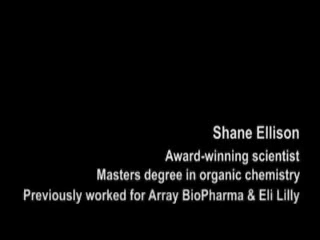 Shane Ellison
Award-winning scientist
Masters degree in organic chemistry
Previously worked for Array BioPharma & Eli Lilly